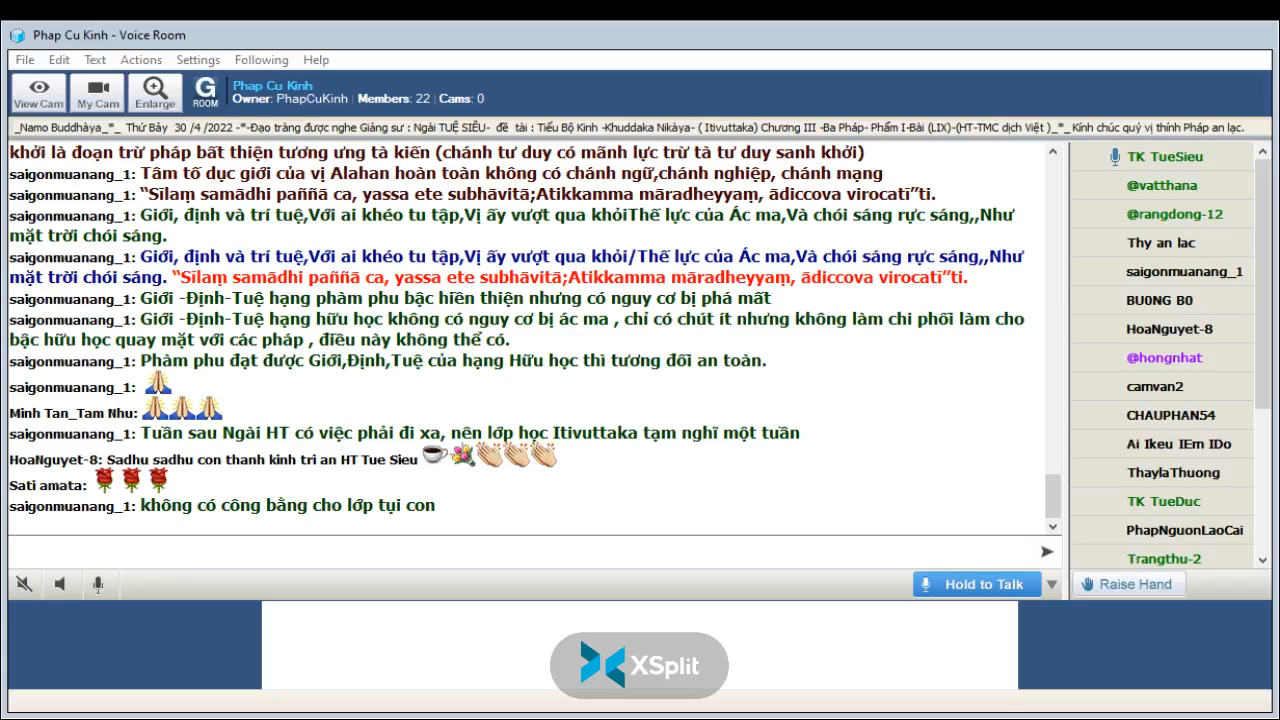 Phap Cu Kinh - Voice Room
File Edit Text Actions Settings Following Help
View Cam My Cam Enlarge G ROOM
Phap Cu Kinh
Owner: PhapCuKinh | Members: 22 | Cams: 0
_Namo Buddhàya_*_ Thứ Bảy 30 /4 /2022 -*-Đạo tràng được nghe Giảng sư : Ngài TUỆ SIÊU- đề tài : Tiểu Bộ Kinh -Khuddaka Nikàya- ( Itivuttaka) Chương III -Ba Pháp- Phẩm I-Bài (LIX)-(HT-TMC dịch Việt )_*_ Kính chúc quý vị thính Pháp an lạc.
khởi là đoạn trừ pháp bất thiện tương ưng tà kiến (chánh tư duy có mãnh lực trừ tà tư duy sanh khởi)
saigonmuanang_1: Tâm tố dục giới của vị Alahan hoàn toàn không có chánh ngữ,chánh nghiệp, chánh mạng
saigonmuanang_1: “Sīlaṃ samādhi paññā ca, yassa ete subhāvitā;Atikkamma māradheyyaṃ, ādiccova virocatī”ti.
saigonmuanang_1: Giới, định và trí tuệ,Với ai khéo tu tập,Vị ấy vượt qua khỏiThế lực của Ác ma,Và chói sáng rực sáng,,Như
mặt trời chói sáng.
saigonmuanang_1: Giới, định và trí tuệ,Với ai khéo tu tập,Vị ấy vượt qua khỏi/Thế lực của Ác ma,Và chói sáng rực sáng,,Như
mặt trời chói sáng. “Sīlaṃ samādhi paññā ca, yassa ete subhāvitā;Atikkamma māradheyyaṃ, ādiccova virocatī”ti.
saigonmuanang_1: Giới -Định-Tuệ hạng phàm phu bậc hiền thiện nhưng có nguy cơ bị phá mất
saigonmuanang_1: Giới -Định-Tuệ hạng hữu học không có nguy cơ bị ác ma , chỉ có chút ít nhưng không làm chi phối làm cho
bậc hữu học quay mặt với các pháp , điều này không thể có.
saigonmuanang_1: Phàm phu đạt được Giới,Định,Tuệ của hạng Hữu học thì tương đối an toàn.
saigonmuanang_1:
Minh Tan_Tam Nhu:
saigonmuanang_1: Tuần sau Ngài HT có việc phải đi xa, nên lớp học Itivuttaka tạm nghĩ một tuần
HoaNguyet-8: Sadhu sadhu con thanh kinh tri an HT Tue Sieu
Sati amata:
saigonmuanang_1: không có công bằng cho lớp tụi con
TK TueSieu
@vatthana
@rangdong-12
Thy an lac
saigonmuanang_1
BU0NG B0
HoaNguyet-8
@hongnhat
camvan2
CHAUPHAN54
Ai Ikeu IErn IDo
ThaylaThuong
TK TueDuc
PhapNguonLaoCai
Trangthu-2
Hold to Talk
Raise Hand
XSplit